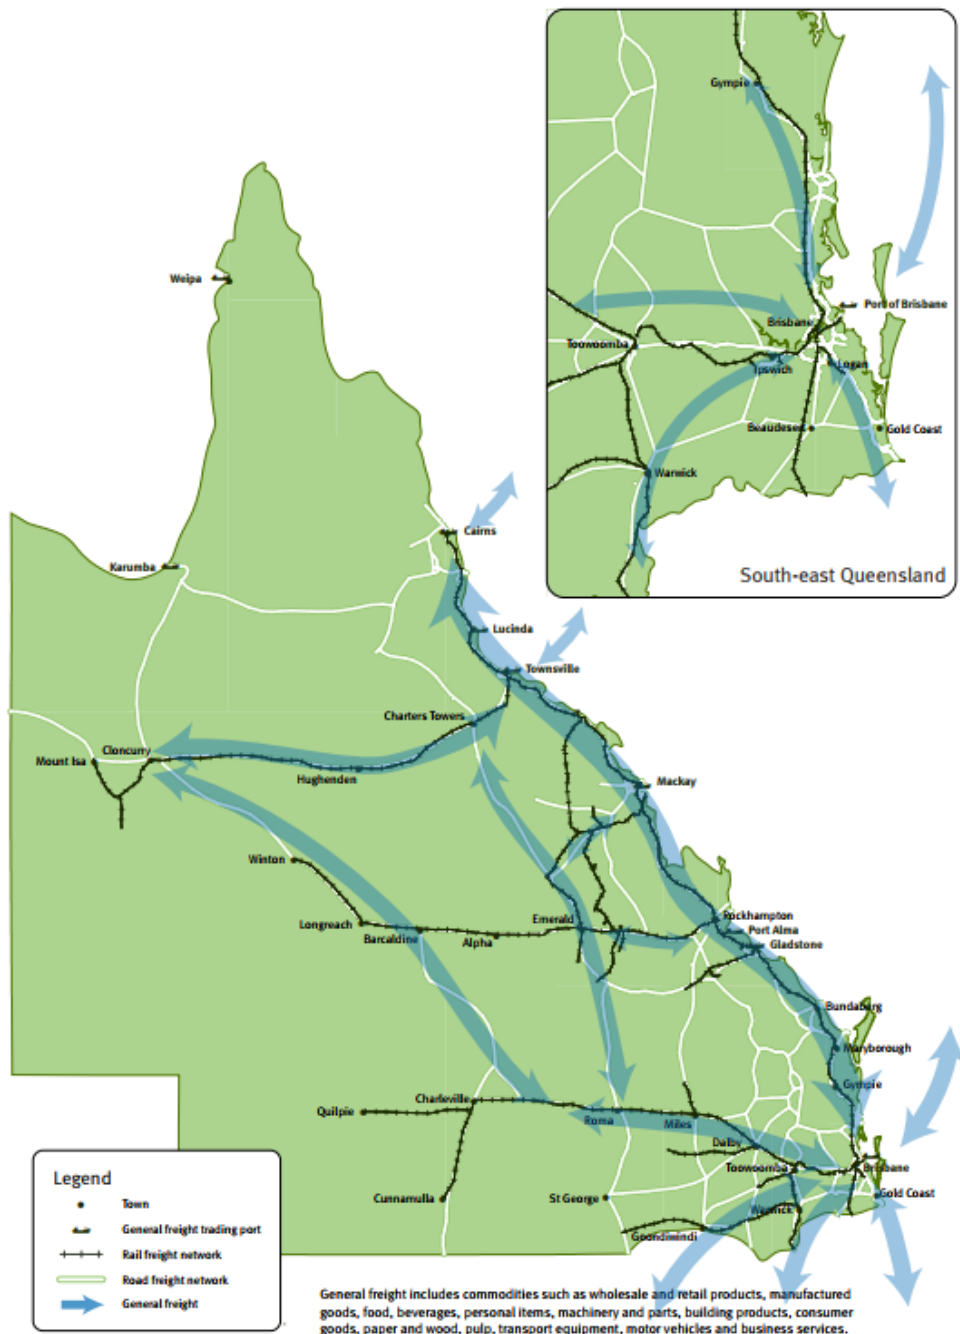 Gympie
Port of Brisbane
Brisbane
Toowoomba
Ipswich
Logan
Beaudesert
Gold Coast
Warwick
South-east Queensland
Weipa
Cairns
Karumba
Lucinda
Townsville
Charters Towers
Cloncurry
Mount Isa
Hughenden
Mackay
Winton
Longreach
Barcaldine
Alpha
Emerald
Rockhampton
Port Alma
Gladstone
Bundaberg
Maryborough
Gympie
Charleville
Quilpie
Roma
Miles
Dalby
Toowoomba
Brisbane
Cunnamulla
St George
Gold Coast
Warwick
Goondiwindi
Legend
Town
General freight trading port
Rail freight network
Road freight network
General freight
General freight includes commodities such as wholesale and retail products, manufactured
goods, food, beverages, personal items, machinery and parts, building products, consumer
goods, paper and wood, pulp, transport equipment, motor vehicles and business services.